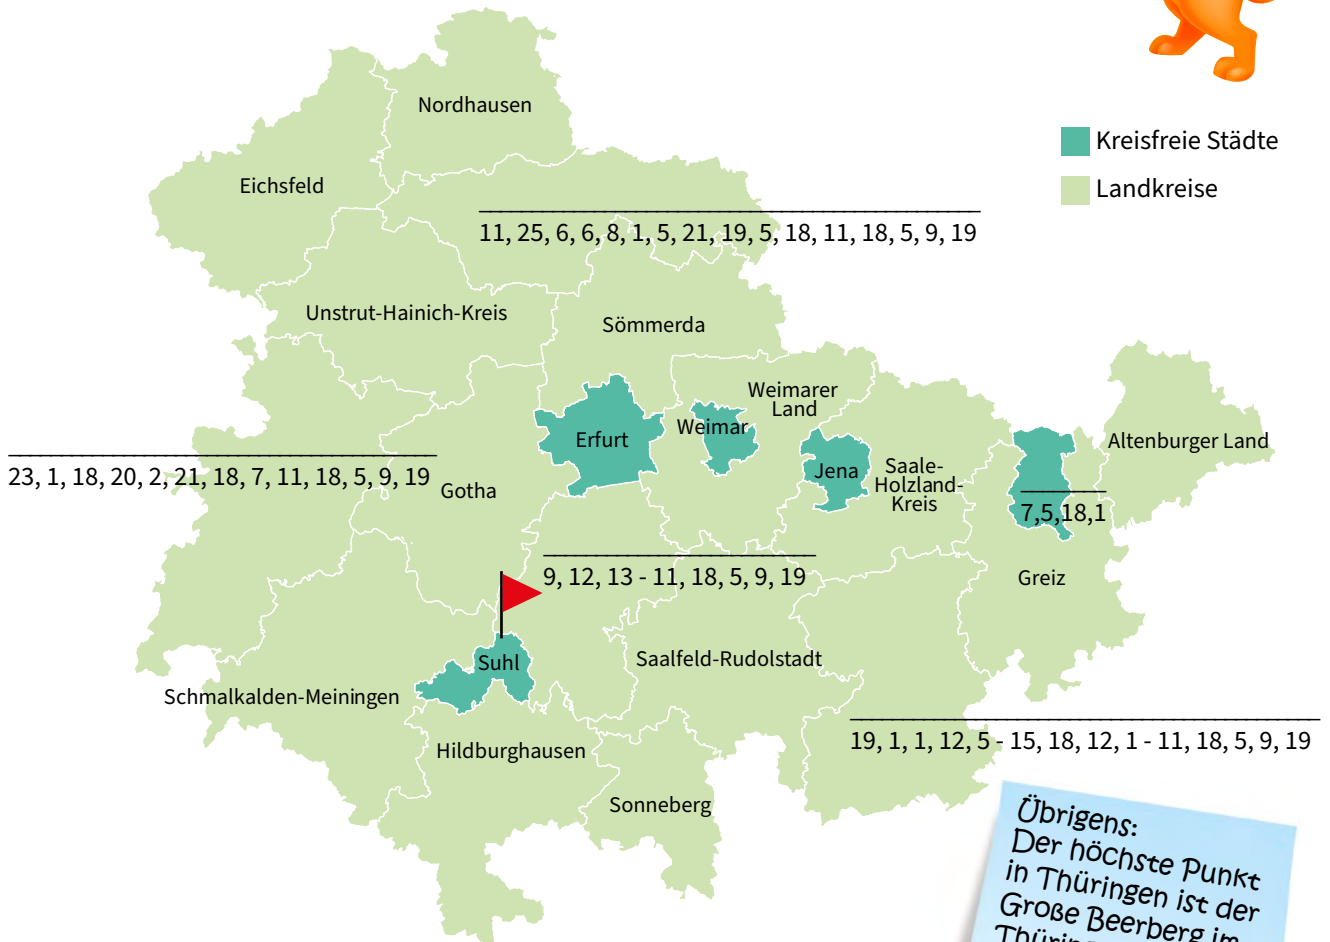 Nordhausen
Kreisfreie Städte
Eichsfeld
Landkreise
11, 25, 6, 6, 8, 1, 5, 21, 19, 5, 18, 11, 18, 5, 9, 19
Unstrut-Hainich-Kreis
Sömmerda
Weimarer
Land
Erfurt
Weimar
Altenburger Land
23, 1, 18, 20, 2, 21, 18, 7, 11, 18, 5, 9, 19
Gotha
Jena
Saale-
Holzland-
Kreis
7,5,18,1
9, 12, 13 - 11, 18, 5, 9, 19
Greiz
Suhl
Saalfeld-Rudolstadt
Schmalkalden-Meiningen
19, 1, 1, 12, 5 - 15, 18, 12, 1 - 11, 18, 5, 9, 19
Hildburghausen
Sonneberg
Übrigens:
Der höchste Punkt
in Thüringen ist der
Große Beerberg im